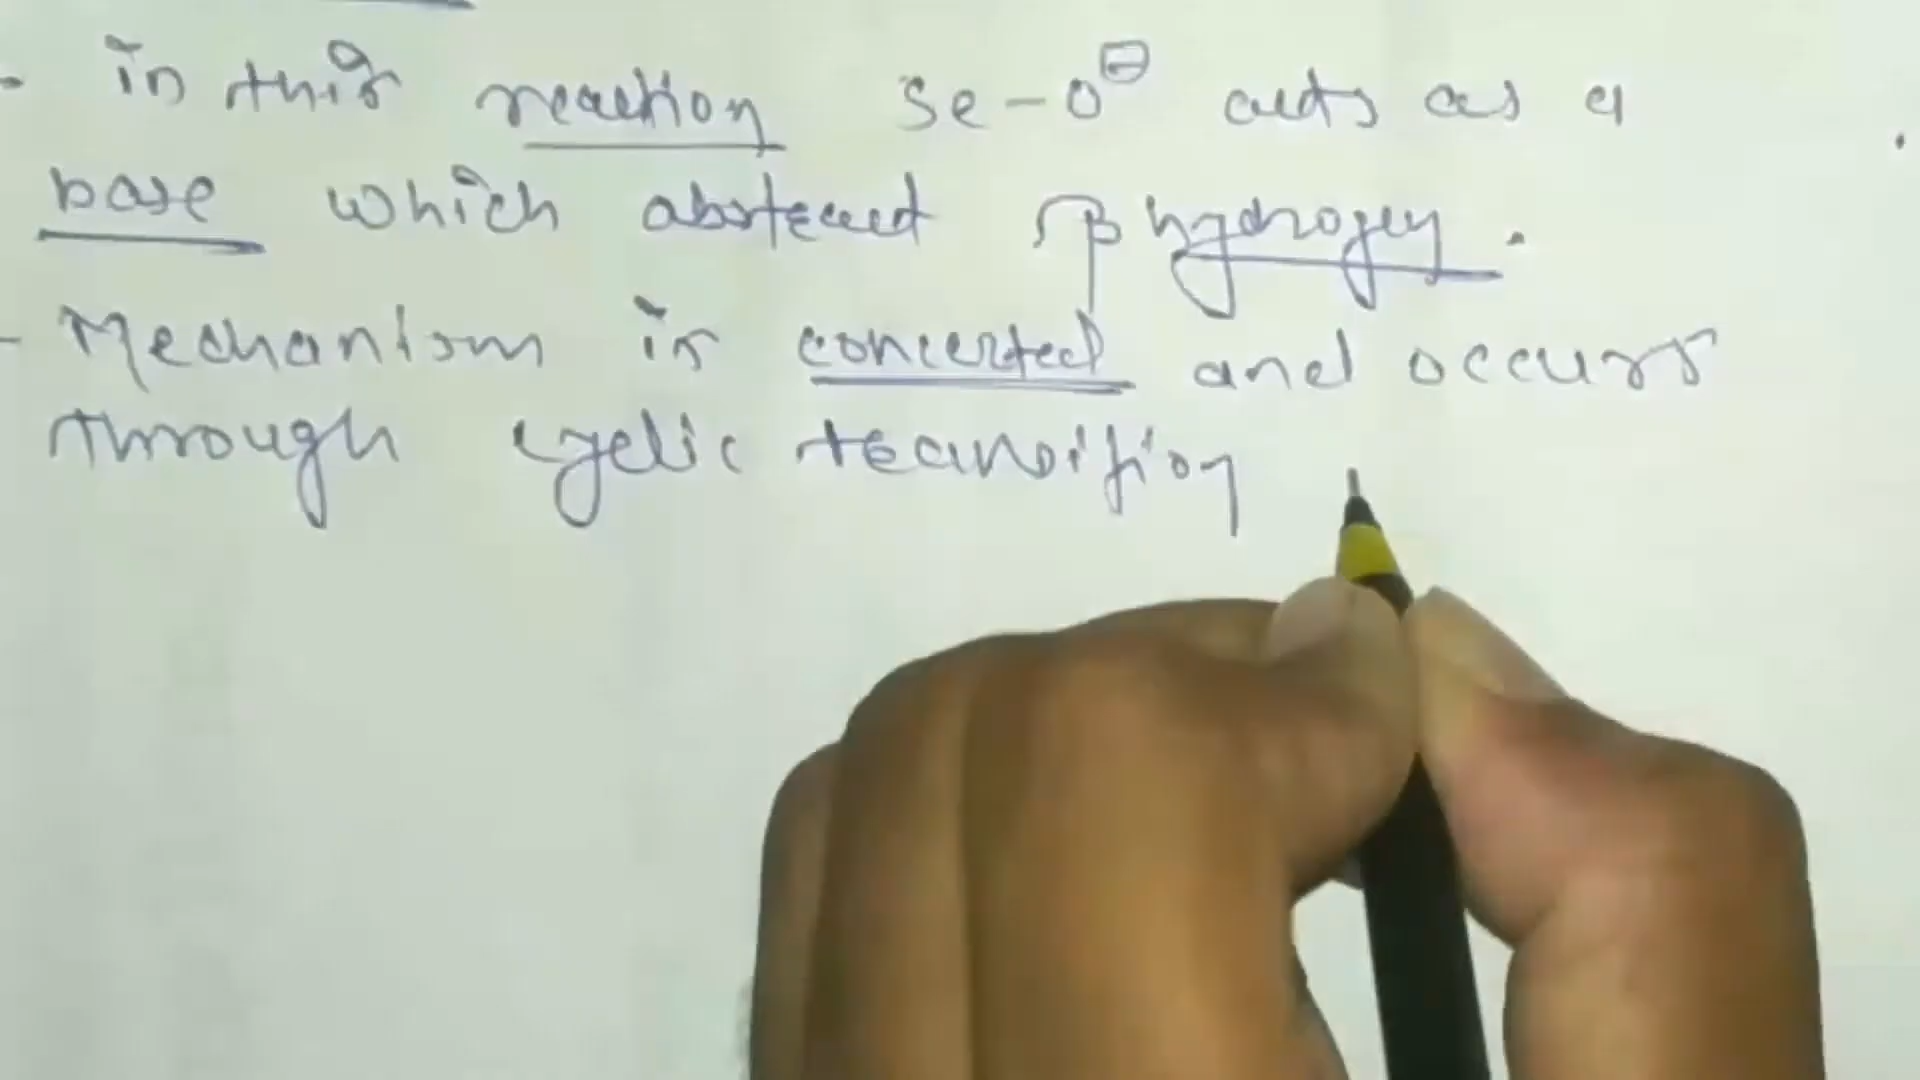 - in this reaction Se-O⊖ acts as a
base which abstract β hydrogen.
- Mechanism is concerted and occurs
through cyclic transition